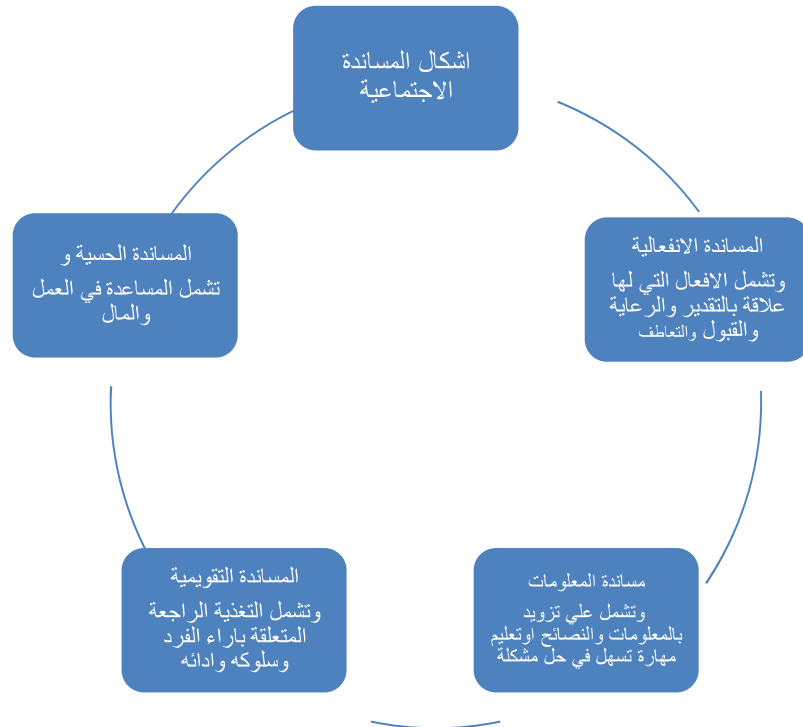 اشكال المساندة
الاجتماعية
المساندة الانفعالية
وتشمل الافعال التي لها
علاقة بالتقدير والرعاية
والقبول والتعاطف
مساندة المعلومات
وتشمل علي تزويد
بالمعلومات والنصائح اوتعليم
مهارة تسهل في حل مشكلة
المساندة التقويمية
وتشمل التغذية الراجعة
المتعلقة باراء الفرد
وسلوكه وادائه
المساندة الحسية و
تشمل المساعدة في العمل
والمال